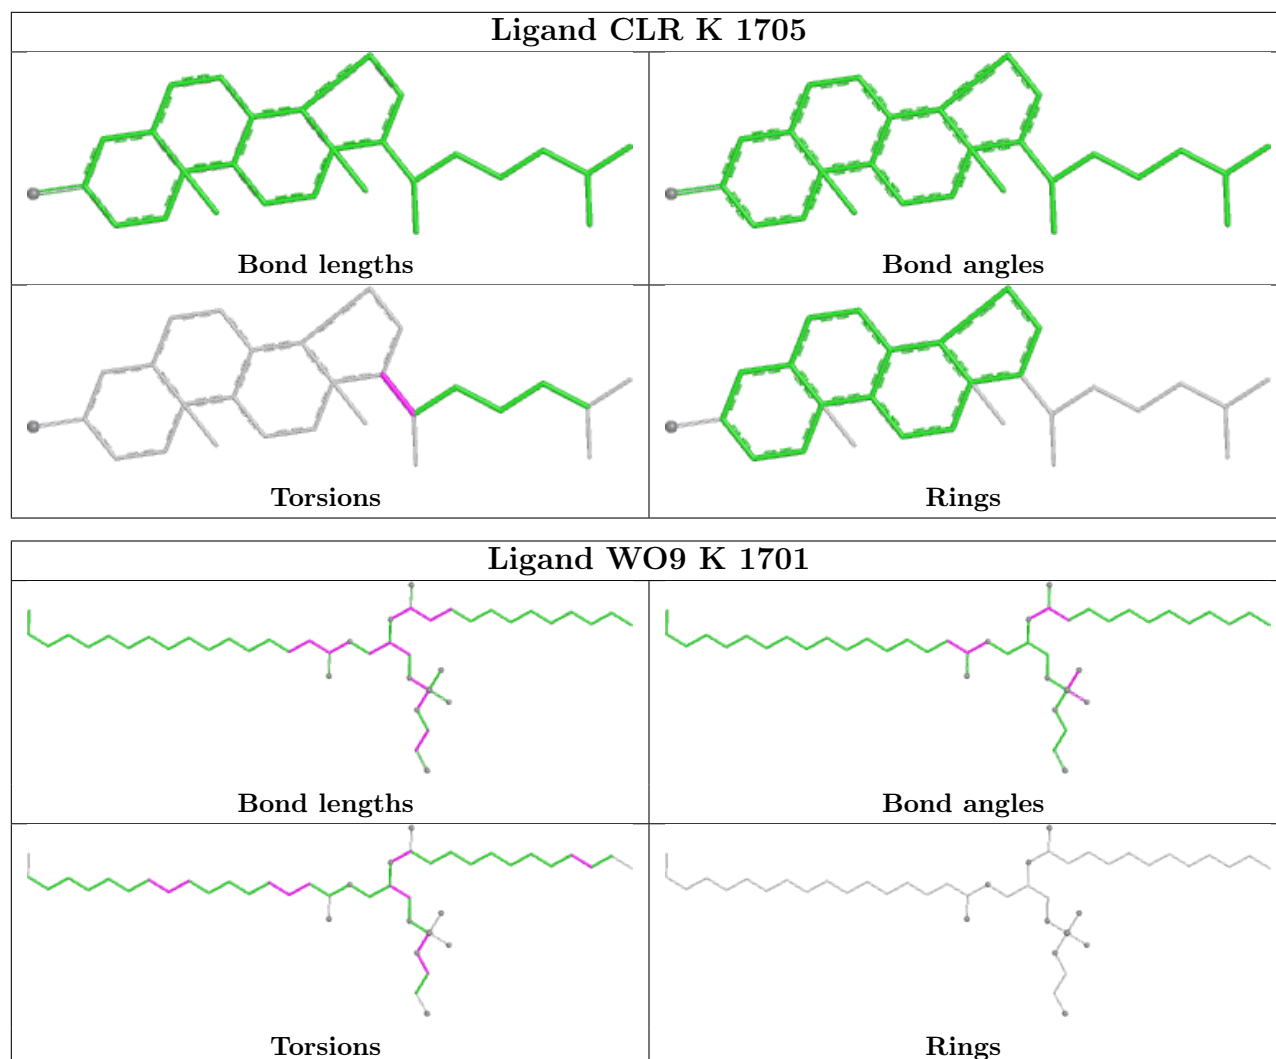 Ligand CLR K 1705
Bond lengths
Bond angles
Torsions
Rings
Ligand WO9 K 1701
Bond lengths
Bond angles
Torsions
Rings